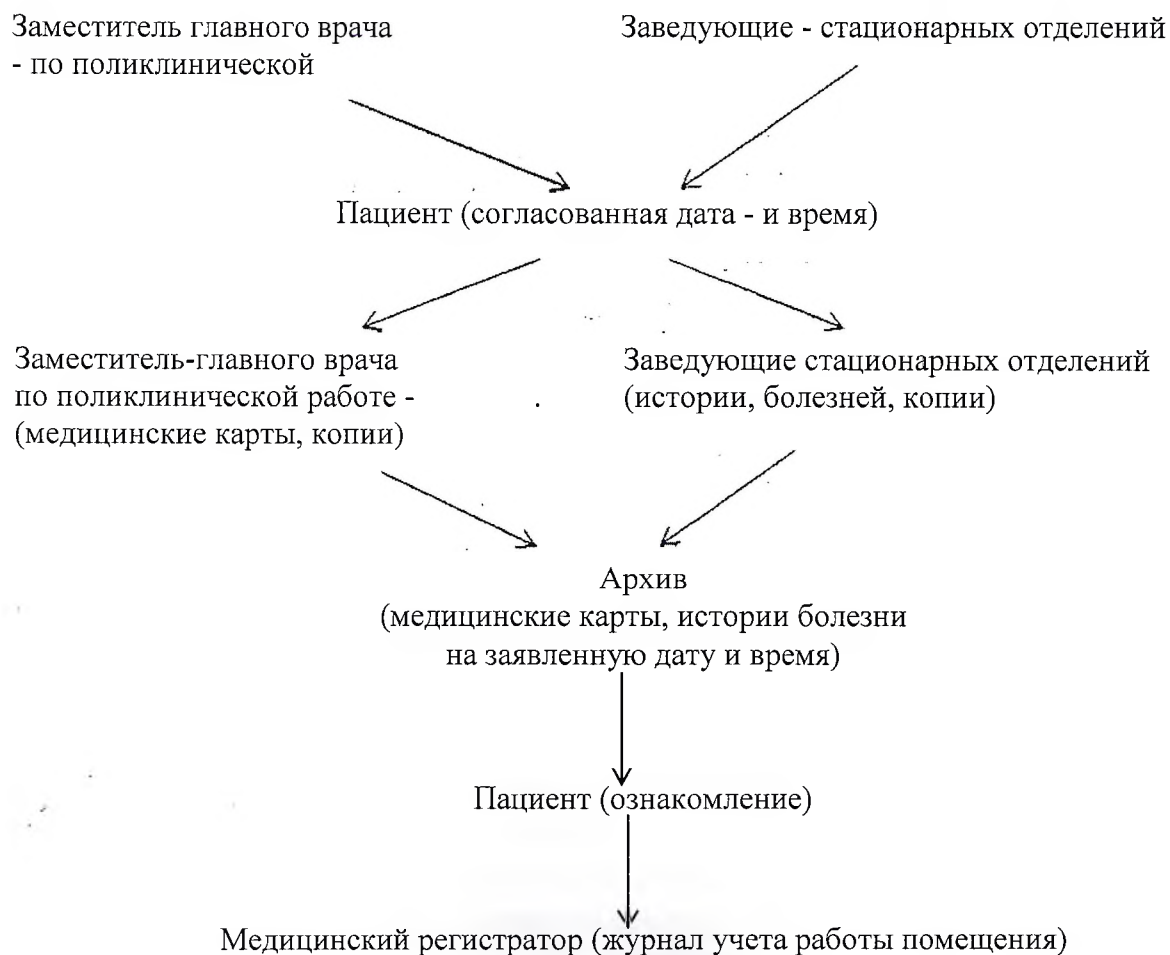 Заместитель главного врача
- по поликлинической
Заведующие - стационарных отделений
Пациент (согласованная дата - и время)
Заместитель-главного врача
по поликлинической работе -
(медицинские карты, копии)
Заведующие стационарных отделений
(истории, болезней, копии)
Архив
(медицинские карты, истории болезни
на заявленную дату и время)
Пациент (ознакомление)
Медицинский регистратор (журнал учета работы помещения)